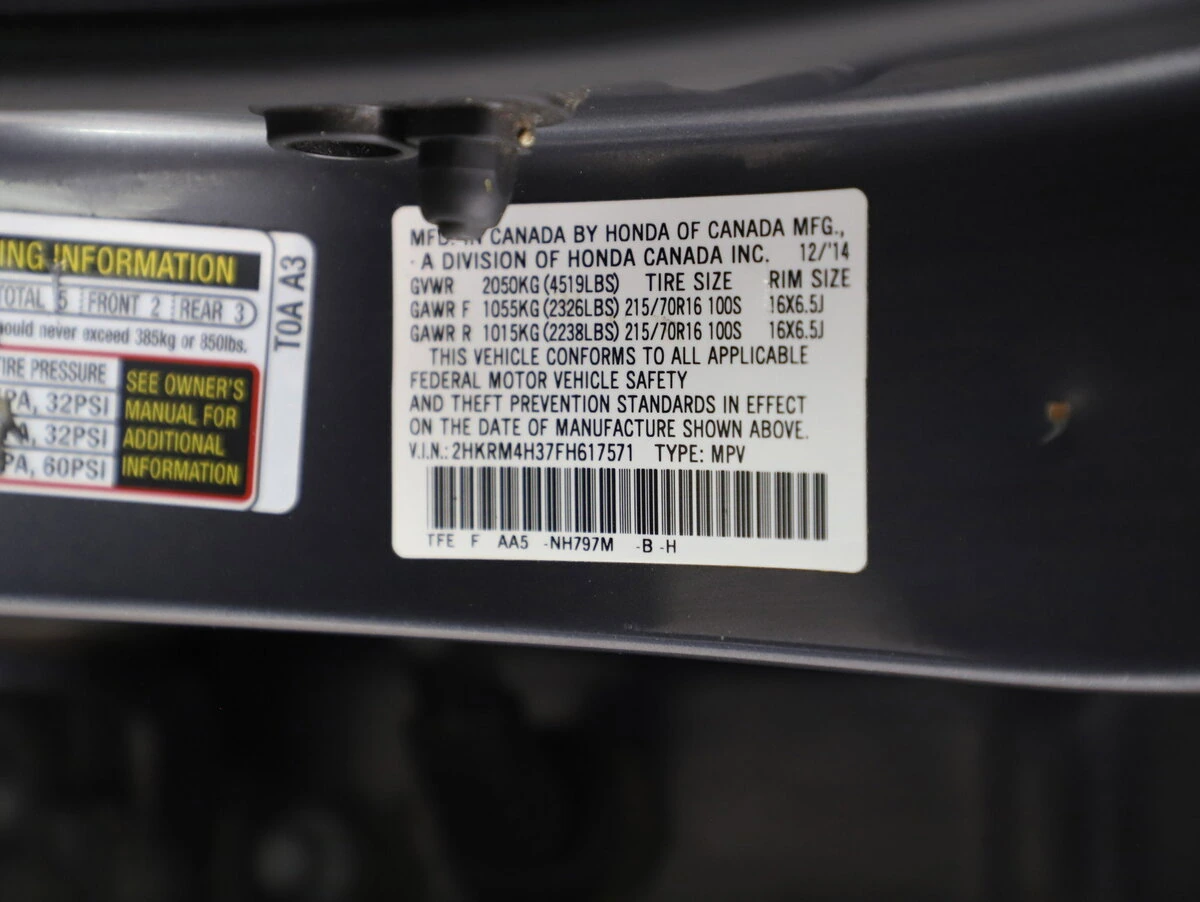 ING INFORMATION
TOTAL 5 FRONT 2 REAR 3
ould never exceed 385kg or 850lbs.
TIRE PRESSURE
PA, 32PSI
PA, 32PSI
PA, 60PSI
SEE OWNER'S
MANUAL FOR
ADDITIONAL
INFORMATION
T0A A3
MFD. IN CANADA BY HONDA OF CANADA MFG.,
A DIVISION OF HONDA CANADA INC. 12/'14
GVWR 2050KG (4519LBS) TIRE SIZE RIM SIZE
GAWR F 1055KG (2326LBS) 215/70R16 100S 16X6.5J
GAWR R 1015KG (2238LBS) 215/70R16 100S 16X6.5J
THIS VEHICLE CONFORMS TO ALL APPLICABLE
FEDERAL MOTOR VEHICLE SAFETY
AND THEFT PREVENTION STANDARDS IN EFFECT
ON THE DATE OF MANUFACTURE SHOWN ABOVE.
V.I.N.: 2HKRM4H37FH617571 TYPE: MPV
TFE F AA5 -NH797M -B -H